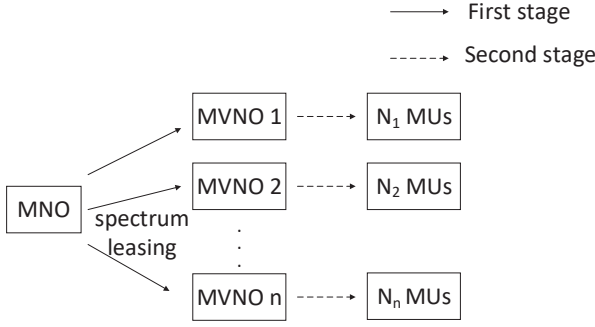 First stage
Second stage
MVNO 1
N₁ MUs
MNO
MVNO 2
N₂ MUs
spectrum
leasing
.
.
.
MVNO n
Nₙ MUs